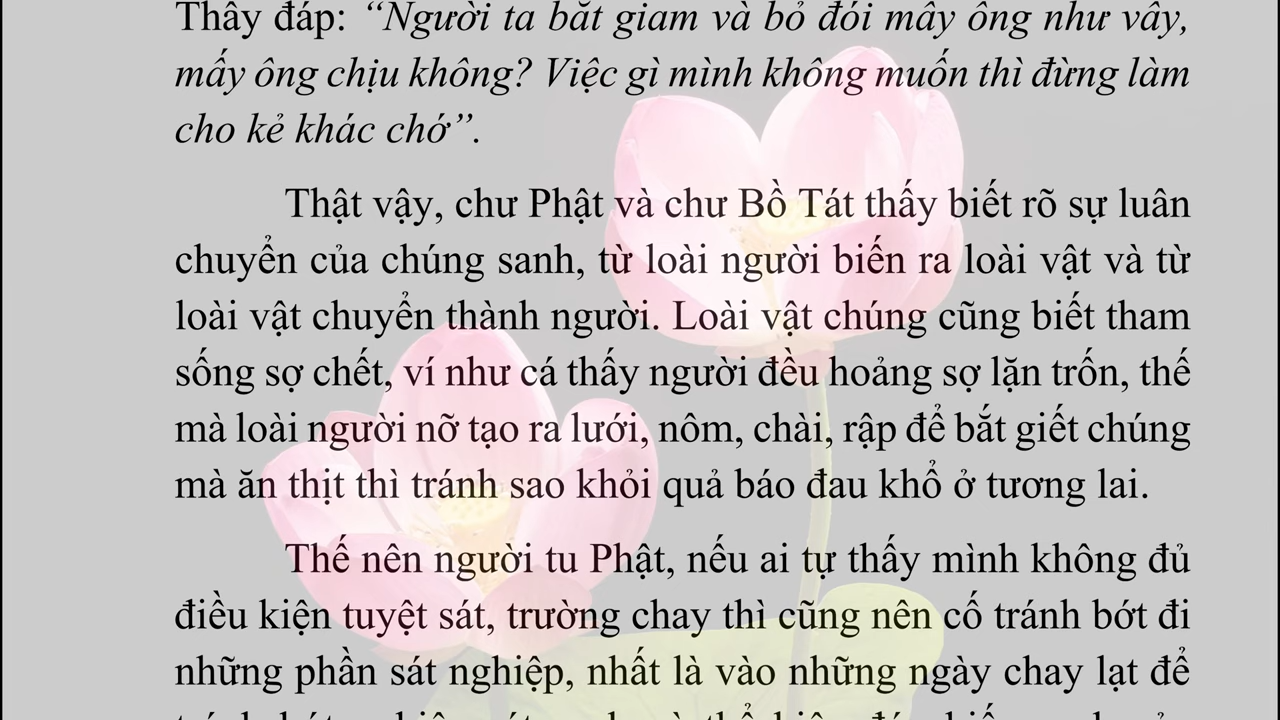 Thầy đáp: “Người ta bắt giam và bỏ đói mấy ông như vậy,
mấy ông chịu không? Việc gì mình không muốn thì đừng làm
cho kẻ khác chớ”.
Thật vậy, chư Phật và chư Bồ Tát thấy biết rõ sự luân
chuyển của chúng sanh, từ loài người biến ra loài vật và từ
loài vật chuyển thành người. Loài vật chúng cũng biết tham
sống sợ chết, ví như cá thấy người đều hoảng sợ lặn trốn, thế
mà loài người nỡ tạo ra lưới, nôm, chài, rập để bắt giết chúng
mà ăn thịt thì tránh sao khỏi quả báo đau khổ ở tương lai.
Thế nên người tu Phật, nếu ai tự thấy mình không đủ
điều kiện tuyệt sát, trường chay thì cũng nên cố tránh bớt đi
những phần sát nghiệp, nhất là vào những ngày chay lạt để